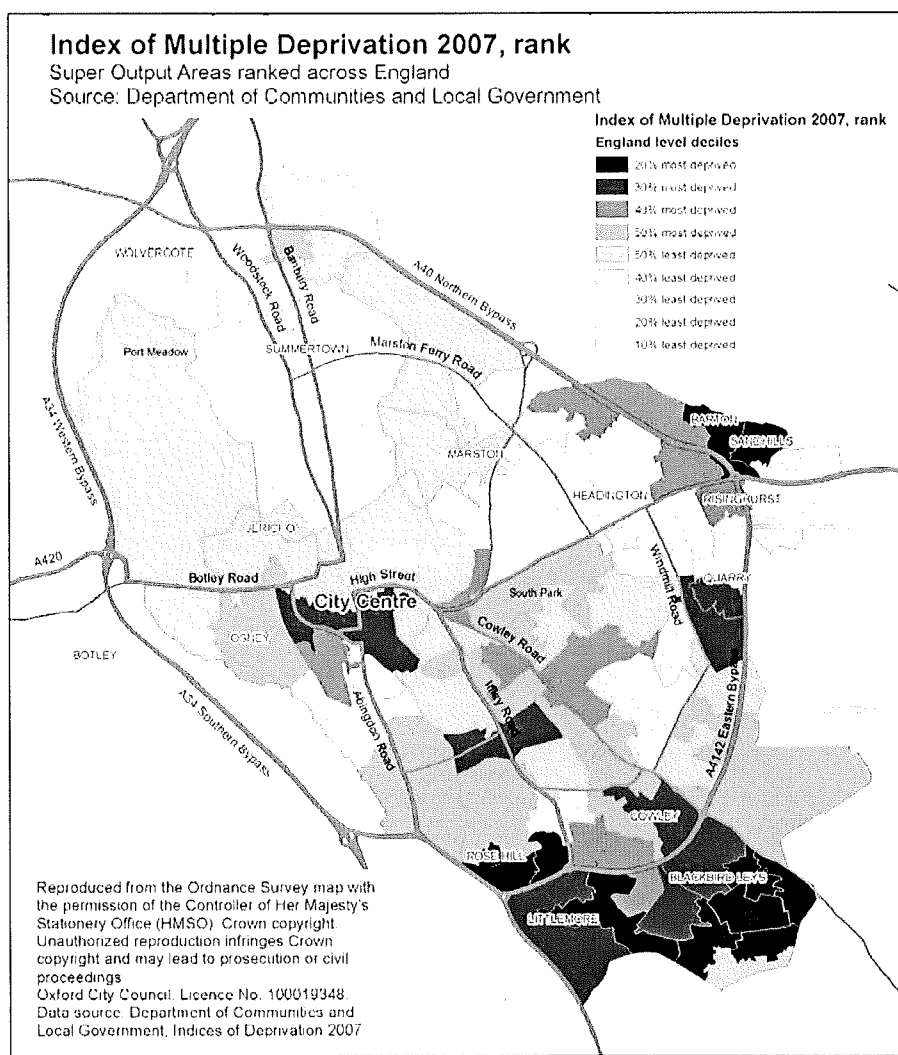 Index of Multiple Deprivation 2007, rank
Super Output Areas ranked across England
Source: Department of Communities and Local Government
Index of Multiple Deprivation 2007, rank
England level deciles
20% most deprived
30% most deprived
40% most deprived
50% most deprived
50% least deprived
40% least deprived
30% least deprived
20% least deprived
10% least deprived
WOLVERCOTE
Woodstock Road
Banbury Road
A40 Northern Bypass
Port Meadow
SUMMERTOWN
Marston Ferry Road
A34 Western Bypass
BARTON
SANDHILLS
MARSTON
HEADINGTON
RISINGHURST
JERICHO
A420
Botley Road
High Street
City Centre
South Park
Windmill Road
QUARRY
OSNEY
Cowley Road
BOTLEY
Abingdon Road
Iffley Road
A34 Southern Bypass
A4142 Eastern Bypass
COWLEY
ROSE HILL
BLACKBIRD LEYS
LITTLEMORE
Reproduced from the Ordnance Survey map with
the permission of the Controller of Her Majesty's
Stationery Office (HMSO) Crown copyright.
Unauthorized reproduction infringes Crown
copyright and may lead to prosecution or civil
proceedings
Oxford City Council. Licence No. 100019348.
Data source: Department of Communities and
Local Government, Indices of Deprivation 2007